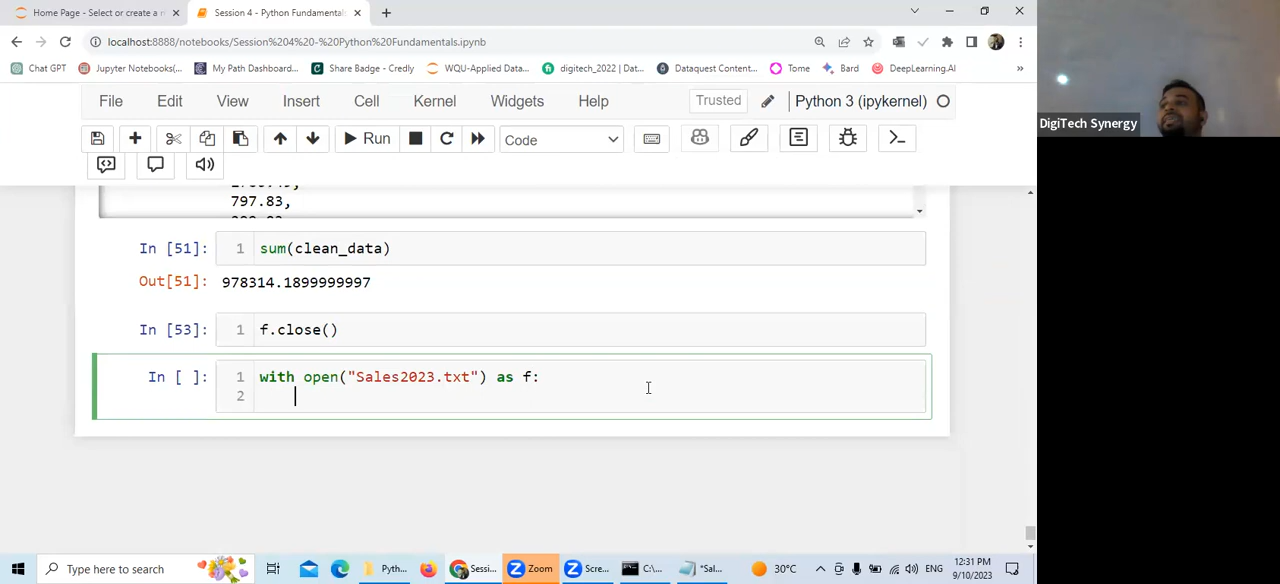 Home Page - Select or create a n
Session 4 - Python Fundamentals
localhost:8888/notebooks/Session%204%20-%20Python%20Fundamentals.ipynb
Chat GPT
Jupyter Notebooks(...
My Path Dashboard...
Share Badge - Credly
WQU-Applied Data...
digitech_2022 | Dat...
Dataquest Content...
Tome
Bard
DeepLearning.AI
»
DigiTech Synergy
File Edit View Insert Cell Kernel Widgets Help Trusted Python 3 (ipykernel)
Run Code
797.83,
In [51]: 1 sum(clean_data)
Out[51]: 978314.1899999997
In [53]: 1 f.close()
In [ ]: 1 with open("Sales2023.txt") as f:
2
Type here to search
Pyth...
Sessi...
Zoom
Scre...
C:\...
*Sal...
30°C
ENG
12:31 PM
9/10/2023